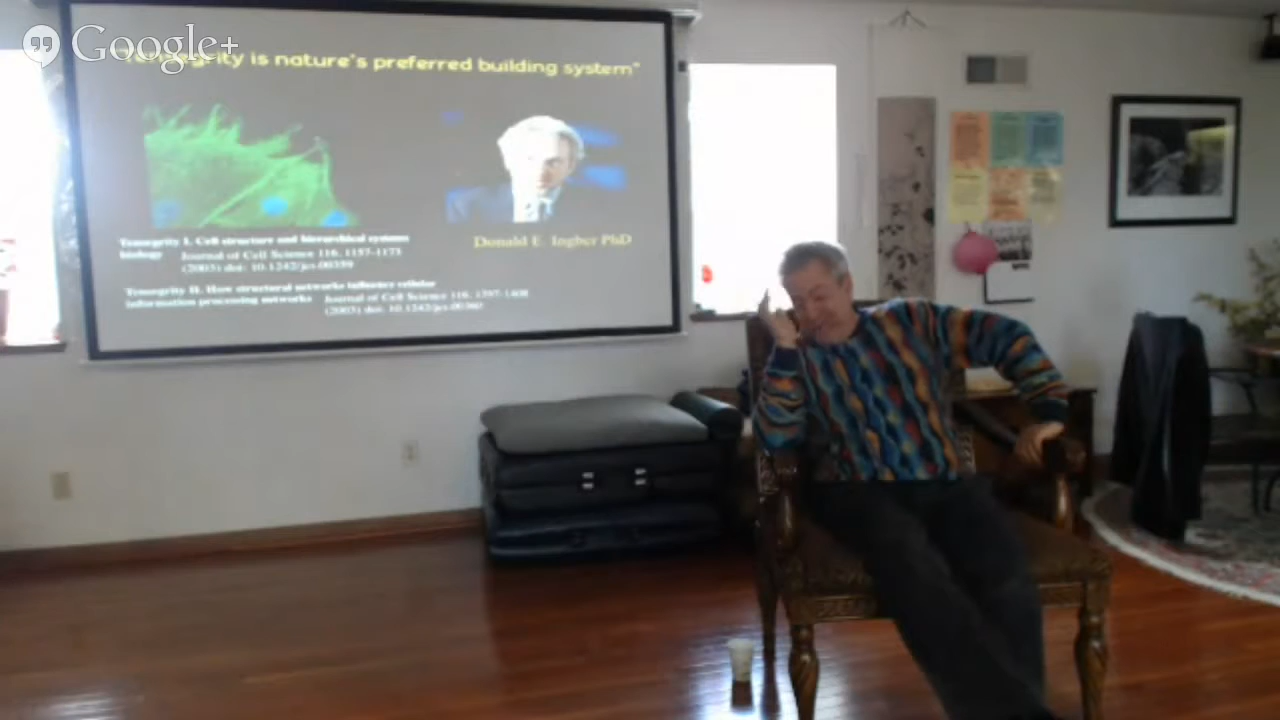 Google+
"Tensegrity is nature's preferred building system"
Donald E. Ingber PhD
Tensegrity I. Cell structure and hierarchical systems
biology Journal of Cell Science 116, 1157-1173
(2003) doi: 10.1242/jcs.00359
Tensegrity II. How structural networks influence cellular
information processing networks Journal of Cell Science 116, 1397-1408
(2003) doi: 10.1242/jcs.00360